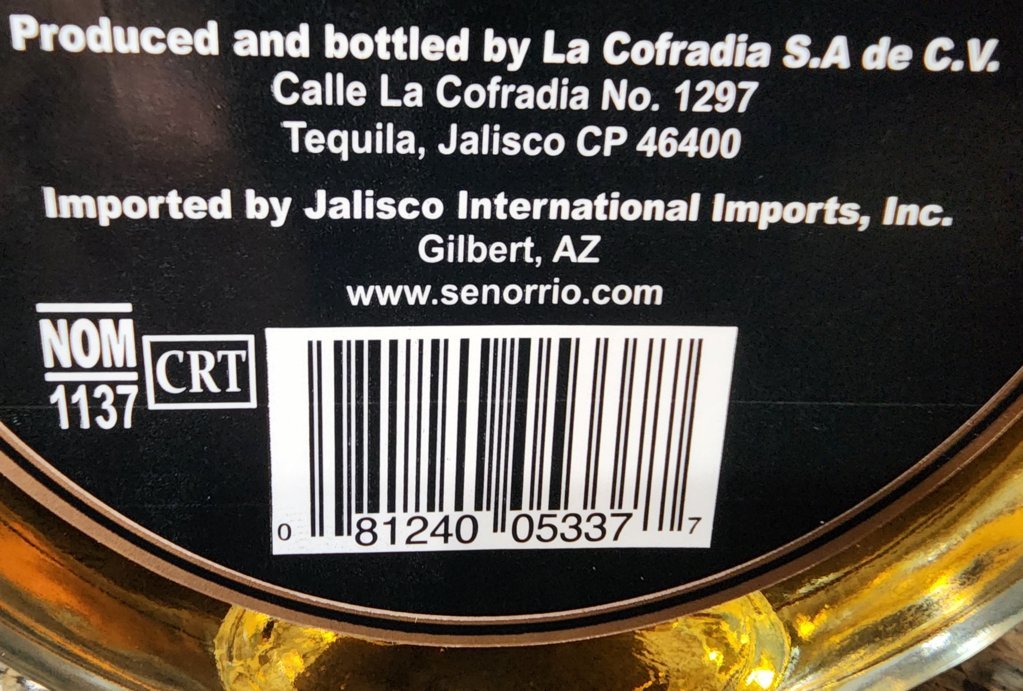 Produced and bottled by La Cofradia S.A de C.V.
Calle La Cofradia No. 1297
Tequila, Jalisco CP 46400
Imported by Jalisco International Imports, Inc.
Gilbert, AZ
www.senorrio.com
NOM
1137
CRT
0 81240 05337 7